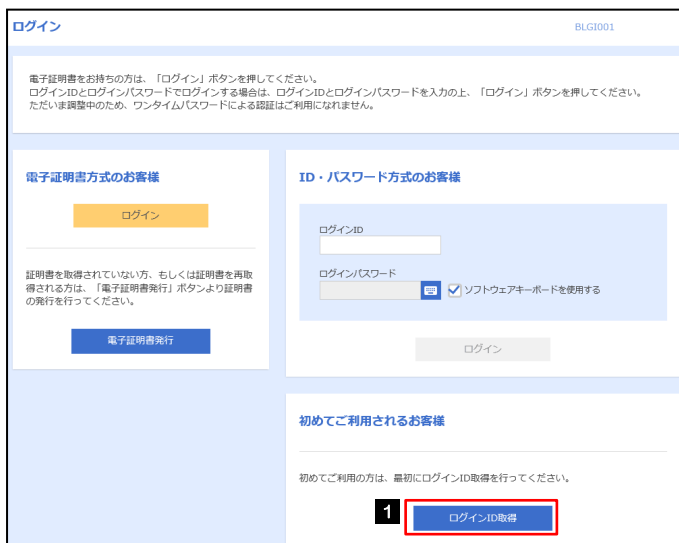 ログイン
BLGI001
電子証明書をお持ちの方は、「ログイン」ボタンを押してください。
ログインIDとログインパスワードでログインする場合は、ログインIDとログインパスワードを入力の上、「ログイン」ボタンを押してください。
ただいま調整中のため、ワンタイムパスワードによる認証はご利用になれません。
電子証明書方式のお客様
ログイン
証明書を取得されていない方、もしくは証明書を再取
得される方は、「電子証明書発行」ボタンより証明書
の発行を行ってください。
電子証明書発行
ID・パスワード方式のお客様
ログインID
ログインパスワード
ソフトウェアキーボードを使用する
ログイン
初めてご利用されるお客様
初めてご利用の方は、最初にログインID取得を行ってください。
1
ログインID取得